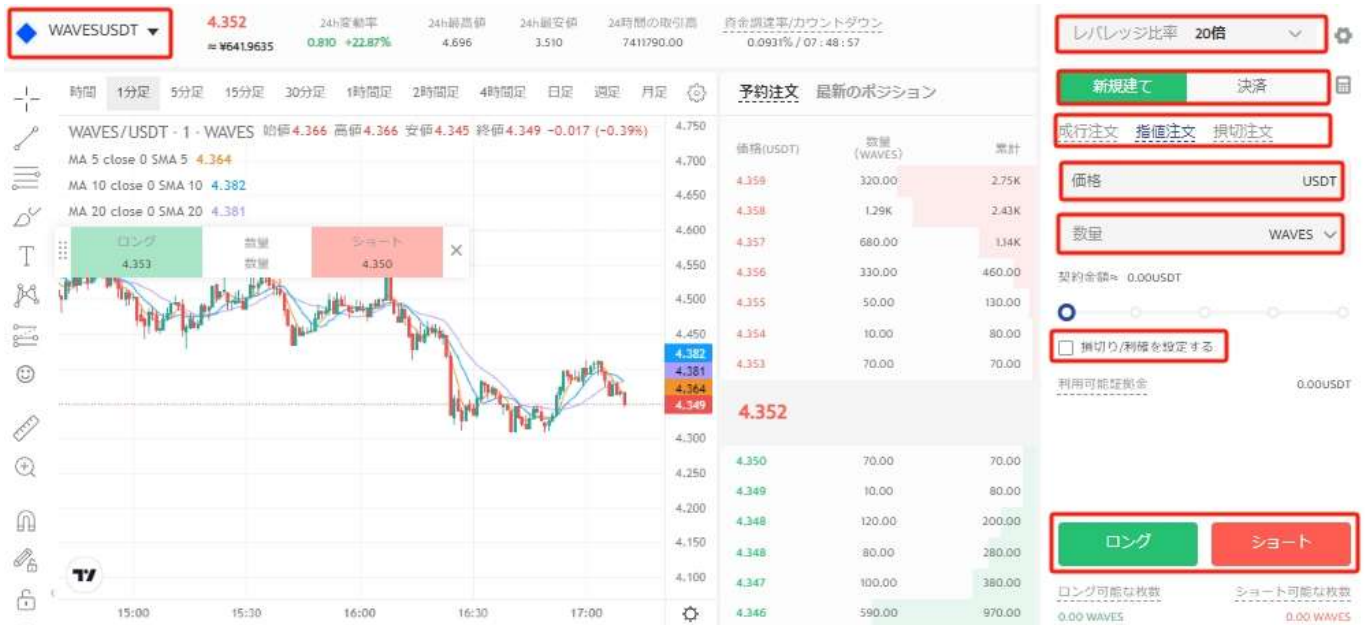 WAVESUSDT ▼
4.352
≈ ¥641.9635
24h変動率
0.810 +22.87%
24h最高値
4.696
24h最安値
3.510
24時間の取引高
7411790.00
資金調達率/カウントダウン
0.0931% / 07 : 48 : 57
時間 1分足 5分足 15分足 30分足 1時間足 2時間足 4時間足 日足 週足 月足
WAVES/USDT · 1 · WAVES 始値4.366 高値4.366 安値4.345 終値4.349 -0.017 (-0.39%)
MA 5 close 0 SMA 5 4.364
MA 10 close 0 SMA 10 4.382
MA 20 close 0 SMA 20 4.381
ロング 数量 ショート
4.353 数量 4.350
4.750
4.700
4.650
4.600
4.550
4.500
4.450
4.382
4.381
4.364
4.349
4.300
4.250
4.200
4.150
4.100
15:00 15:30 16:00 16:30 17:00
予約注文 最新のポジション
価格(USDT) 数量(WAVES) 累計
4.359 320.00 2.75K
4.358 1.29K 2.43K
4.357 680.00 1.14K
4.356 330.00 460.00
4.355 50.00 130.00
4.354 10.00 80.00
4.353 70.00 70.00
4.352
4.350 70.00 70.00
4.349 10.00 80.00
4.348 120.00 200.00
4.348 80.00 280.00
4.347 100.00 380.00
4.346 590.00 970.00
レバレッジ比率 20倍
新規建て 決済
成行注文 指値注文 損切注文
価格 USDT
数量 WAVES
契約金額≈ 0.00USDT
損切り/利確を設定する
利用可能証拠金 0.00USDT
ロング ショート
ロング可能な枚数 ショート可能な枚数
0.00 WAVES 0.00 WAVES